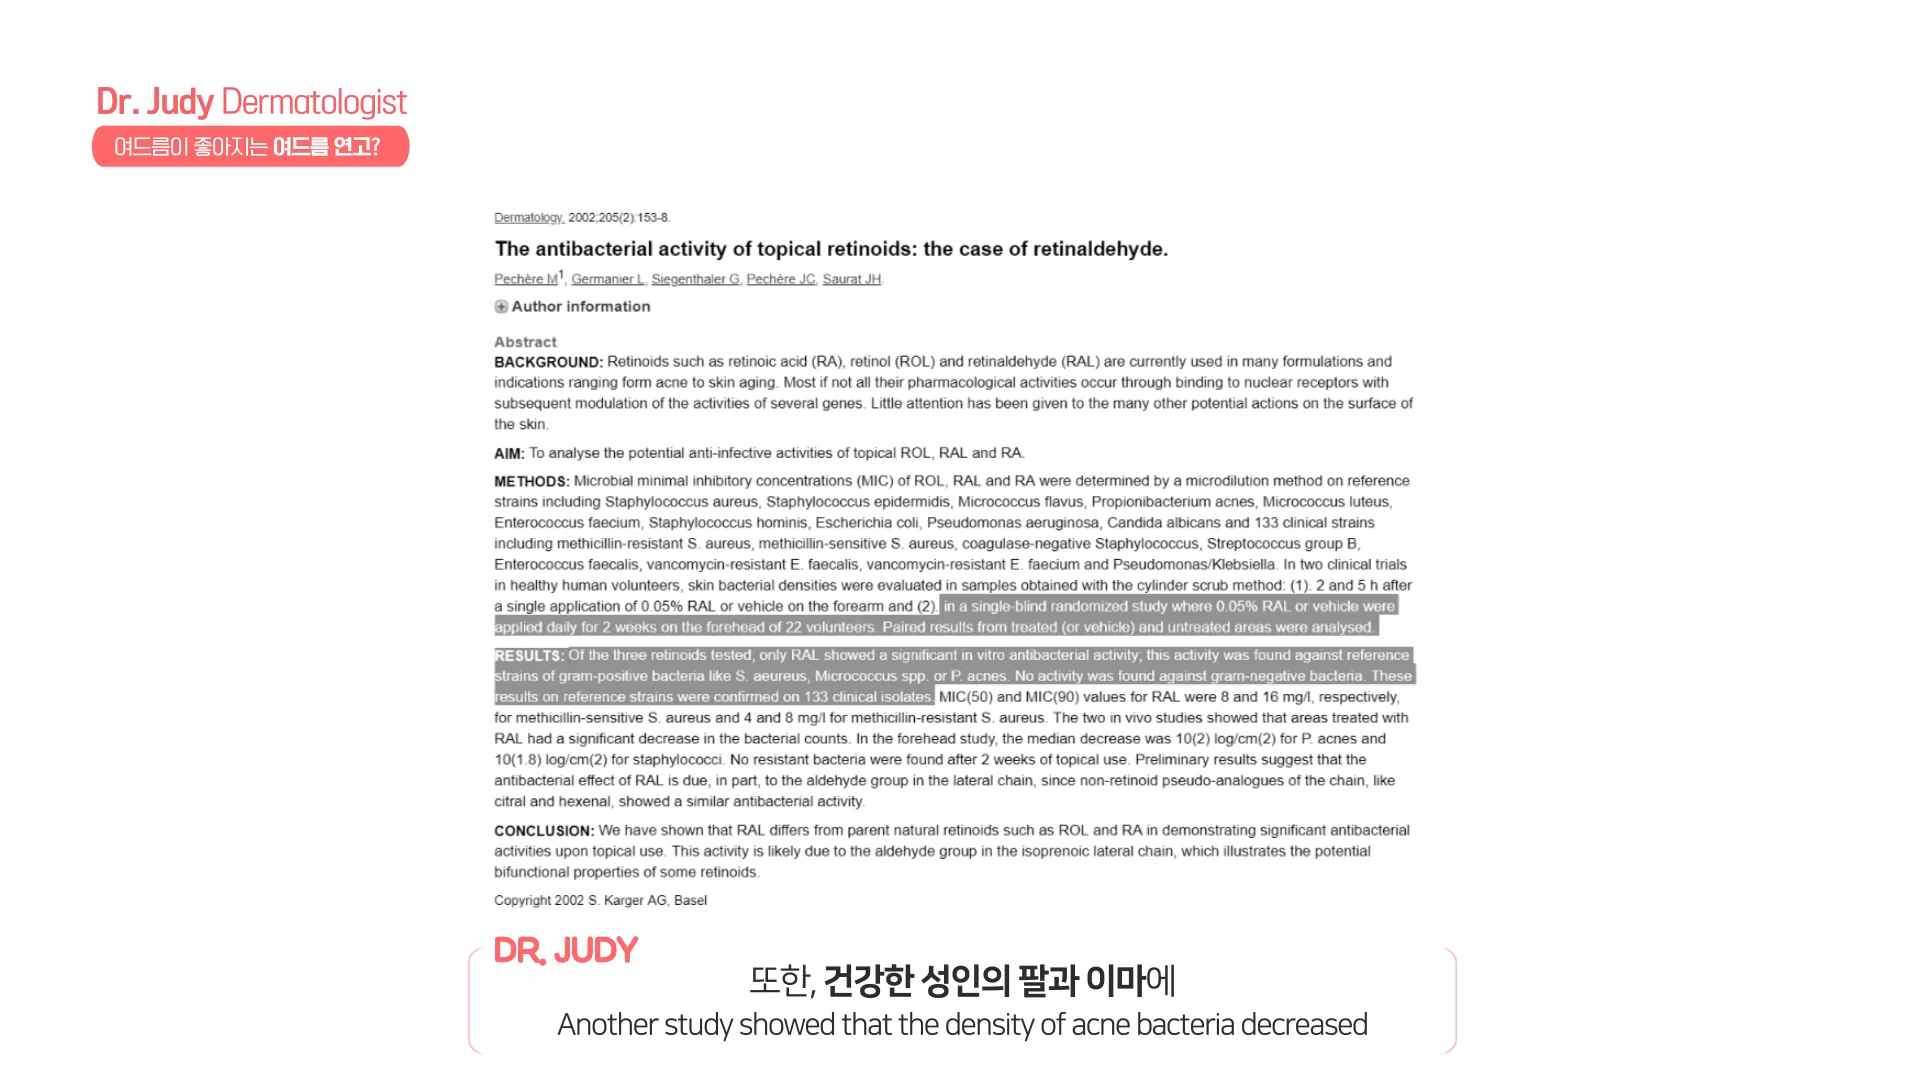 Dr. Judy Dermatologist
여드름이 좋아지는 여드름 연고?
Dermatology. 2002;205(2):153-8.
The antibacterial activity of topical retinoids: the case of retinaldehyde.
Pechère M1, Germanier L, Siegenthaler G, Pechère JC, Saurat JH.
Author information
Abstract
BACKGROUND: Retinoids such as retinoic acid (RA), retinol (ROL) and retinaldehyde (RAL) are currently used in many formulations and
indications ranging form acne to skin aging. Most if not all their pharmacological activities occur through binding to nuclear receptors with
subsequent modulation of the activities of several genes. Little attention has been given to the many other potential actions on the surface of
the skin.
AIM: To analyse the potential anti-infective activities of topical ROL, RAL and RA.
METHODS: Microbial minimal inhibitory concentrations (MIC) of ROL, RAL and RA were determined by a microdilution method on reference
strains including Staphylococcus aureus, Staphylococcus epidermidis, Micrococcus flavus, Propionibacterium acnes, Micrococcus luteus,
Enterococcus faecium, Staphylococcus hominis, Escherichia coli, Pseudomonas aeruginosa, Candida albicans and 133 clinical strains
including methicillin-resistant S. aureus, methicillin-sensitive S. aureus, coagulase-negative Staphylococcus, Streptococcus group B,
Enterococcus faecalis, vancomycin-resistant E. faecalis, vancomycin-resistant E. faecium and Pseudomonas/Klebsiella. In two clinical trials
in healthy human volunteers, skin bacterial densities were evaluated in samples obtained with the cylinder scrub method: (1). 2 and 5 h after
a single application of 0.05% RAL or vehicle on the forearm and (2). in a single-blind randomized study where 0.05% RAL or vehicle were
applied daily for 2 weeks on the forehead of 22 volunteers. Paired results from treated (or vehicle) and untreated areas were analysed.
RESULTS: Of the three retinoids tested, only RAL showed a significant in vitro antibacterial activity; this activity was found against reference
strains of gram-positive bacteria like S. aeureus, Micrococcus spp. or P. acnes. No activity was found against gram-negative bacteria. These
results on reference strains were confirmed on 133 clinical isolates. MIC(50) and MIC(90) values for RAL were 8 and 16 mg/l, respectively,
for methicillin-sensitive S. aureus and 4 and 8 mg/l for methicillin-resistant S. aureus. The two in vivo studies showed that areas treated with
RAL had a significant decrease in the bacterial counts. In the forehead study, the median decrease was 10(2) log/cm(2) for P. acnes and
10(1.8) log/cm(2) for staphylococci. No resistant bacteria were found after 2 weeks of topical use. Preliminary results suggest that the
antibacterial effect of RAL is due, in part, to the aldehyde group in the lateral chain, since non-retinoid pseudo-analogues of the chain, like
citral and hexenal, showed a similar antibacterial activity.
CONCLUSION: We have shown that RAL differs from parent natural retinoids such as ROL and RA in demonstrating significant antibacterial
activities upon topical use. This activity is likely due to the aldehyde group in the isoprenoic lateral chain, which illustrates the potential
bifunctional properties of some retinoids.
Copyright 2002 S. Karger AG, Basel
DR. JUDY
또한, 건강한 성인의 팔과 이마에
Another study showed that the density of acne bacteria decreased